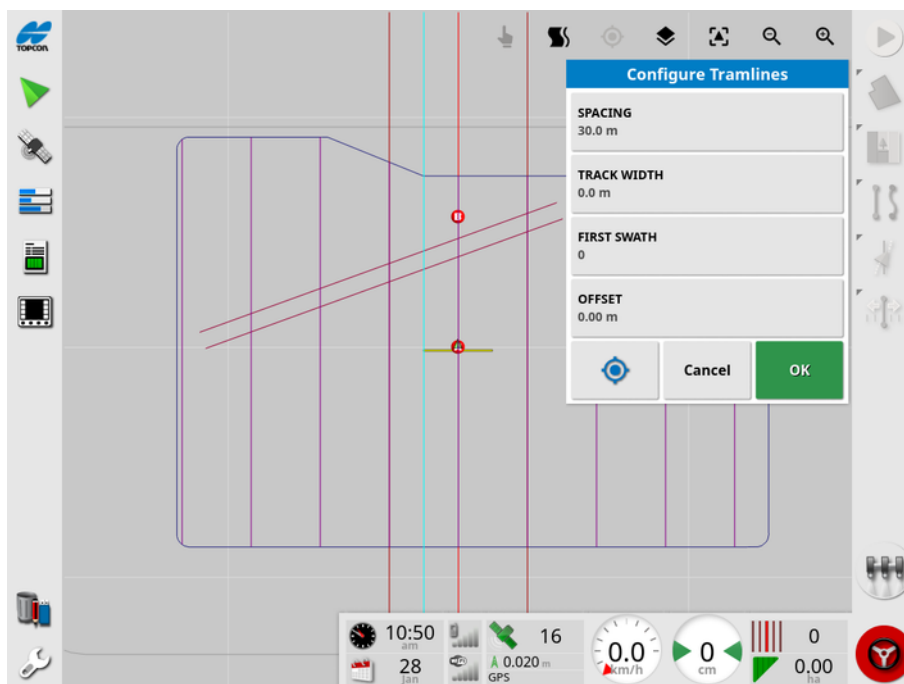 TOPCON
Configure Tramlines
SPACING
30.0 m
TRACK WIDTH
0.0 m
FIRST SWATH
0
OFFSET
0.00 m
Cancel
OK
10:50
am
28
Jan
16
0.020 m
GPS
0.0
km/h
0
cm
0
0.00
ha